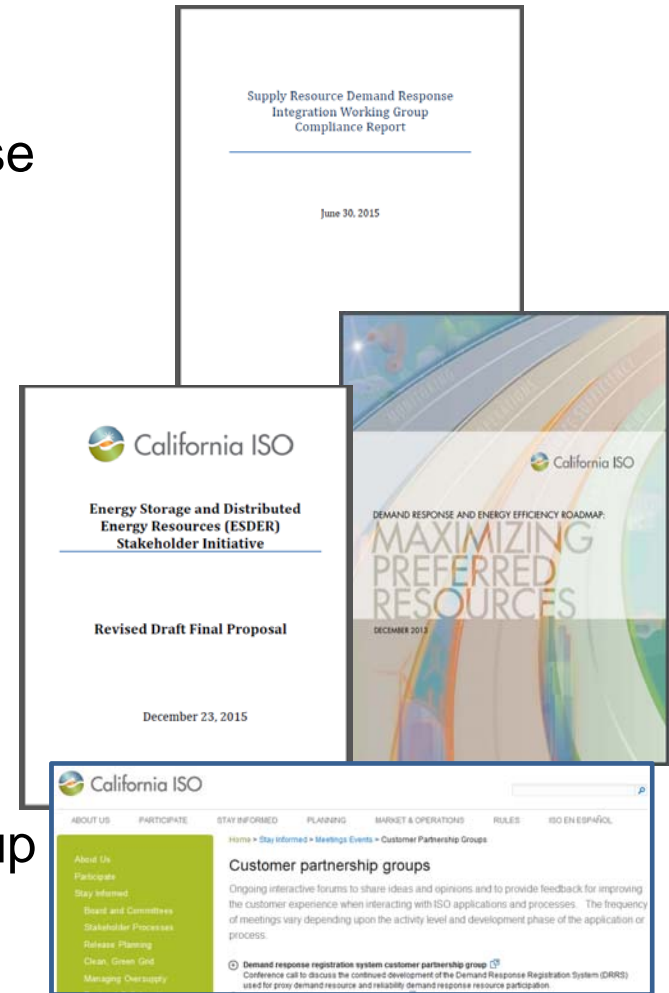 se
Supply Resource Demand Response
Integration Working Group
Compliance Report
June 30, 2015
California ISO
DEMAND RESPONSE AND ENERGY EFFICIENCY ROADMAP:
MAXIMIZING
PREFERRED
RESOURCES
DECEMBER 2013
California ISO
Energy Storage and Distributed
Energy Resources (ESDER)
Stakeholder Initiative
Revised Draft Final Proposal
December 23, 2015
up
California ISO
ABOUT US PARTICIPATE STAY INFORMED PLANNING MARKET & OPERATIONS RULES ISO EN ESPAÑOL
Home > Stay Informed > Meetings Events > Customer Partnership Groups
About Us
Participate
Stay Informed
Board and Committees
Stakeholder Processes
Release Planning
Clean, Green Grid
Managing Oversupply
Customer partnership groups
Ongoing interactive forums to share ideas and opinions and to provide feedback for improving
the customer experience when interacting with ISO applications and processes. The frequency
of meetings vary depending upon the activity level and development phase of the application or
process.
Demand response registration system customer partnership group
Conference call to discuss the continued development of the Demand Response Registration System (DRRS)
used for proxy demand resource and reliability demand response resource participation.